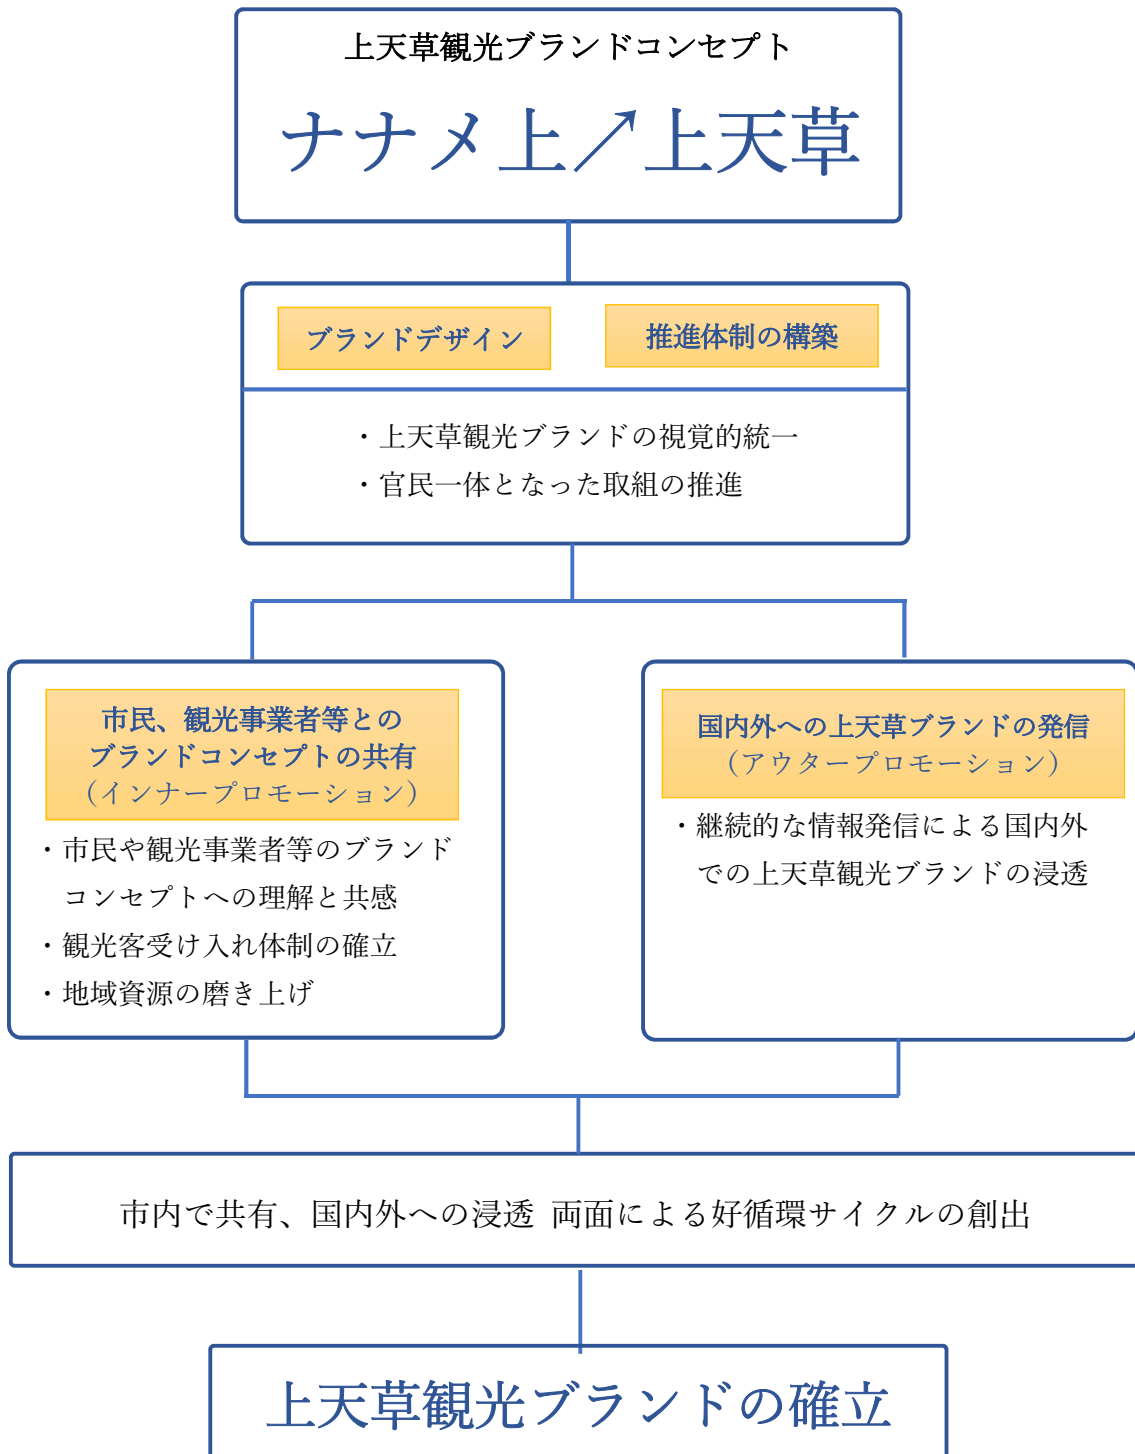 上天草観光ブランドコンセプト
ナナメ上↗上天草
ブランドデザイン
推進体制の構築
・上天草観光ブランドの視覚的統一
・官民一体となった取組の推進
市民、観光事業者等との
ブランドコンセプトの共有
（インナープロモーション）
・市民や観光事業者等のブランド
コンセプトへの理解と共感
・観光客受け入れ体制の確立
・地域資源の磨き上げ
国内外への上天草ブランドの発信
（アウタープロモーション）
・継続的な情報発信による国内外
での上天草観光ブランドの浸透
市内で共有、国内外への浸透 両面による好循環サイクルの創出
上天草観光ブランドの確立